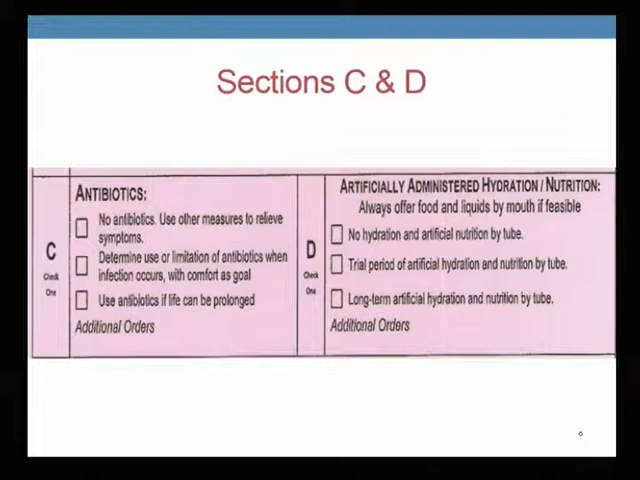 Sections C & D
C
Check
One
ANTIBIOTICS:
No antibiotics. Use other measures to relieve
symptoms.
Determine use or limitation of antibiotics when
infection occurs, with comfort as goal
Use antibiotics if life can be prolonged
Additional Orders
D
Check
One
ARTIFICIALLY ADMINISTERED HYDRATION / NUTRITION:
Always offer food and liquids by mouth if feasible
No hydration and artificial nutrition by tube.
Trial period of artificial hydration and nutrition by tube.
Long-term artificial hydration and nutrition by tube.
Additional Orders